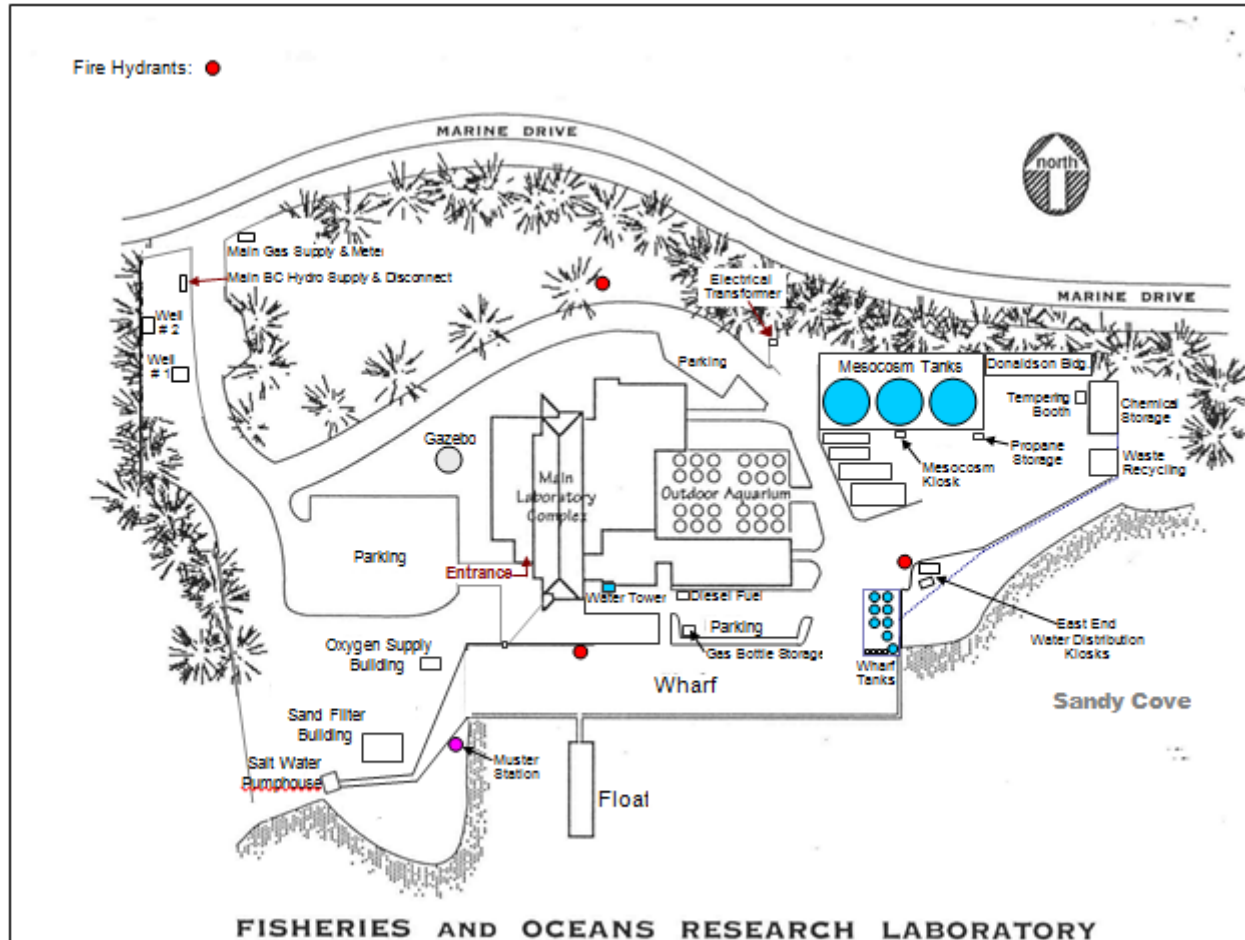 Fire Hydrants:
MARINE DRIVE
north
Main Gas Supply & Meter
Main BC Hydro Supply & Disconnect
Electrical
Transformer
MARINE DRIVE
Well
# 2
Well
# 1
Parking
Mesocosm Tanks
Donaldson Bldg.
Tempering
Booth
Chemical
Storage
Gazebo
Propane
Storage
Mesocosm
Kiosk
Waste
Recycling
Main
Laboratory
Complex
Outdoor Aquarium
Parking
Entrance
Water Tower
Diesel Fuel
Parking
Gas Bottle Storage
East End
Water Distribution
Kiosks
Oxygen Supply
Building
Wharf
Tanks
Wharf
Sandy Cove
Sand Filter
Building
Salt Water
Pumphouse
Muster
Station
Float
FISHERIES AND OCEANS RESEARCH LABORATORY